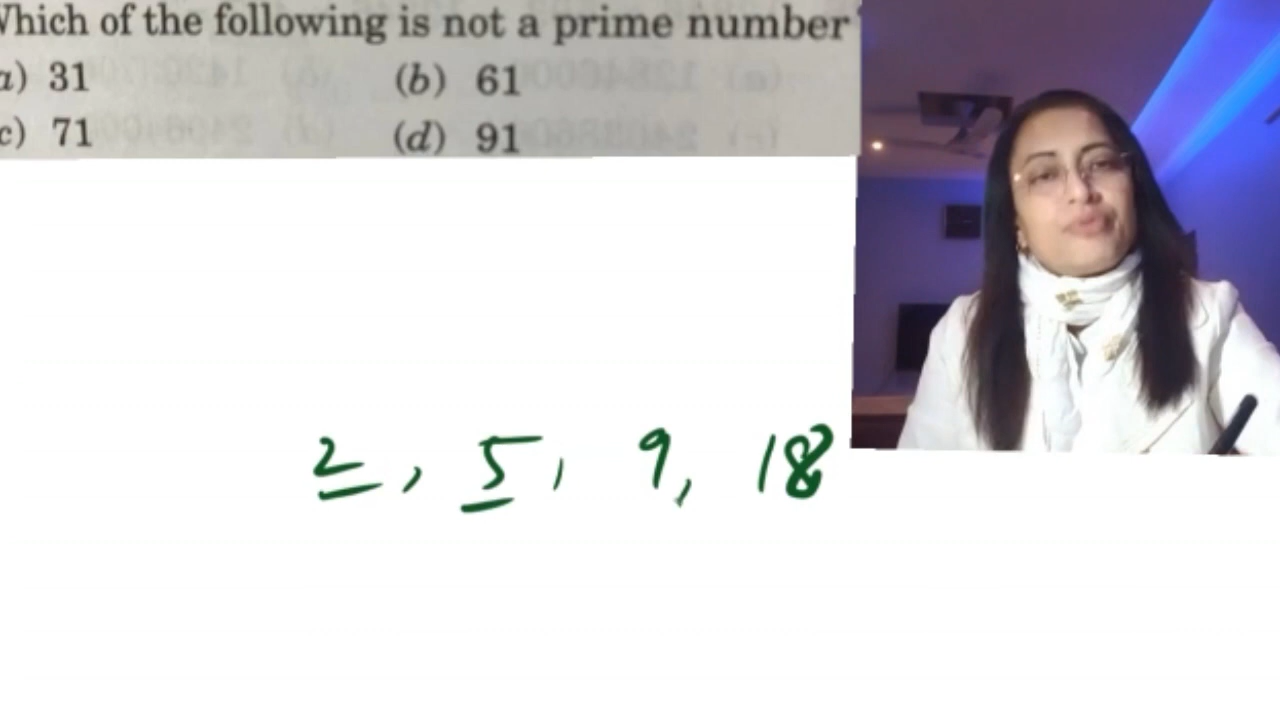 Which of the following is not a prime number
a) 31 (b) 61
c) 71 (d) 91
2, 5, 9, 18